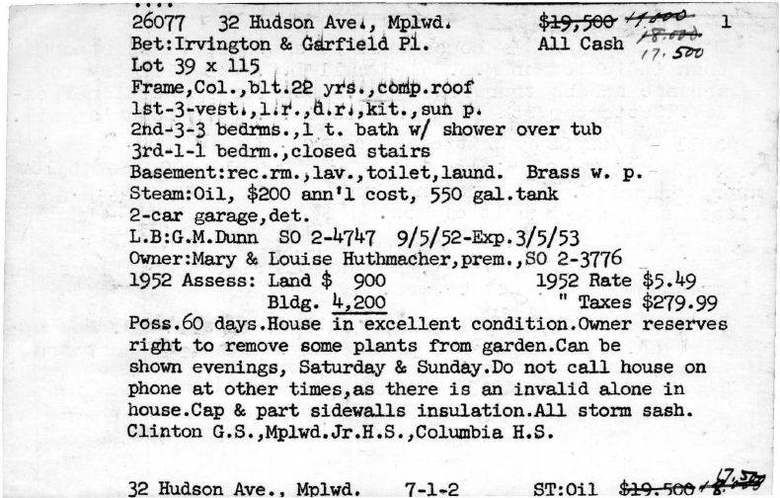 26077 32 Hudson Ave., Mplwd. $19,500 19.000 1
Bet:Irvington & Garfield Pl. All Cash 18.000
17.500
Lot 39 x 115
Frame,Col.,blt.22 yrs.,comp.roof
1st-3-vest.,l.r.,d.r.,kit.,sun p.
2nd-3-3 bedrms.,1 t. bath w/ shower over tub
3rd-1-1 bedrm.,closed stairs
Basement:rec.rm.,lav.,toilet,laund. Brass w. p.
Steam:Oil, $200 ann'l cost, 550 gal.tank
2-car garage,det.
L.B:G.M.Dunn SO 2-4747 9/5/52-Exp.3/5/53
Owner:Mary & Louise Huthmacher,prem.,SO 2-3776
1952 Assess: Land $ 900 1952 Rate $5.49
Bldg. 4,200 " Taxes $279.99
Poss.60 days.House in excellent condition.Owner reserves
right to remove some plants from garden.Can be
shown evenings, Saturday & Sunday.Do not call house on
phone at other times,as there is an invalid alone in
house.Cap & part sidewalls insulation.All storm sash.
Clinton G.S.,Mplwd.Jr.H.S.,Columbia H.S.
17.500
32 Hudson Ave., Mplwd. 7-1-2 ST:Oil $19.500